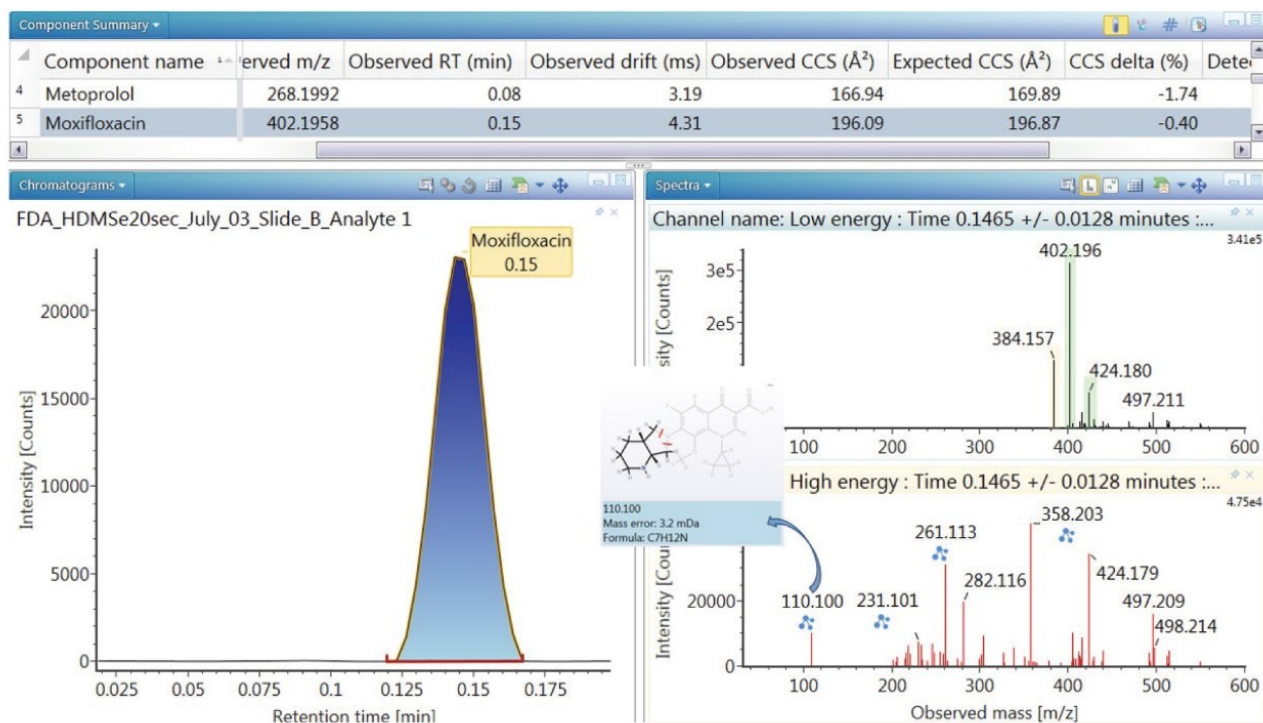 Component Summary
Component name erved m/z Observed RT (min) Observed drift (ms) Observed CCS (Å²) Expected CCS (Å²) CCS delta (%) Detec
4 Metoprolol 268.1992 0.08 3.19 166.94 169.89 -1.74
5 Moxifloxacin 402.1958 0.15 4.31 196.09 196.87 -0.40
Chromatograms
FDA_HDMSe20sec_July_03_Slide_B_Analyte 1
Moxifloxacin
0.15
Intensity [Counts]
20000
15000
10000
5000
0
0.025 0.05 0.075 0.1 0.125 0.15 0.175
Retention time [min]
Spectra
Channel name: Low energy : Time 0.1465 +/- 0.0128 minutes :...
3.41e5
402.196
3e5
2e5
sity [Counts]
384.157
424.180
497.211
100 200 300 400 500 600
110.100
Mass error: 3.2 mDa
Formula: C7H12N
High energy : Time 0.1465 +/- 0.0128 minutes :...
4.75e4
358.203
261.113
282.116
424.179
110.100
231.101
497.209
498.214
Intensity [Cou
20000
0
100 200 300 400 500 600
Observed mass [m/z]